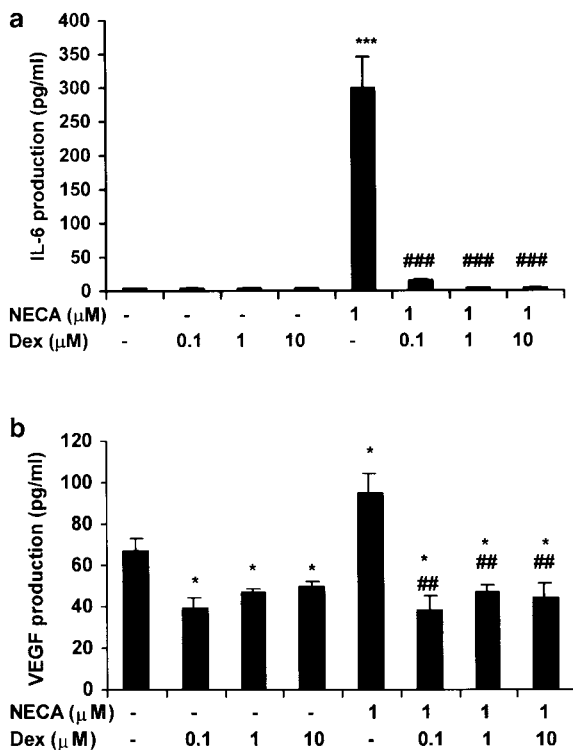 a
IL-6 production (pg/ml)
400
350
300
250
200
150
100
50
0
***
### ### ###
NECA (μM) - - - - 1 1 1 1
Dex (μM) - 0.1 1 10 - 0.1 1 10
b
VEGF production (pg/ml)
120
100
80
60
40
20
0
* * * * * * *
## ## ##
NECA (μM) - - - - 1 1 1 1
Dex (μM) - 0.1 1 10 - 0.1 1 10